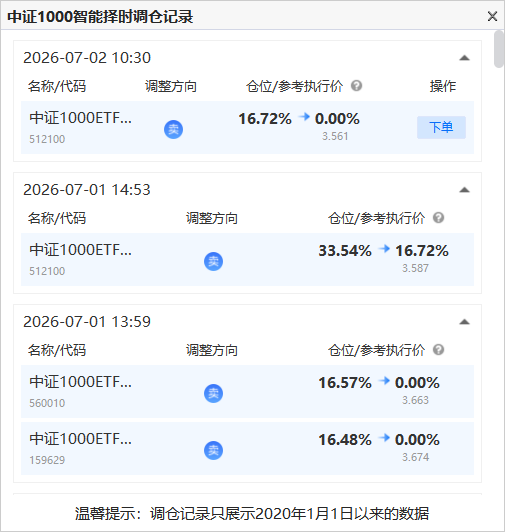 中证1000智能择时调仓记录
2026-07-02 10:30
名称/代码 调整方向 仓位/参考执行价 ? 操作
中证1000ETF... 卖 16.72% → 0.00% 下单
512100 3.561
2026-07-01 14:53
名称/代码 调整方向 仓位/参考执行价 ?
中证1000ETF... 卖 33.54% → 16.72%
512100 3.587
2026-07-01 13:59
名称/代码 调整方向 仓位/参考执行价 ?
中证1000ETF... 卖 16.57% → 0.00%
560010 3.663
中证1000ETF... 卖 16.48% → 0.00%
159629 3.674
温馨提示：调仓记录只展示2020年1月1日以来的数据